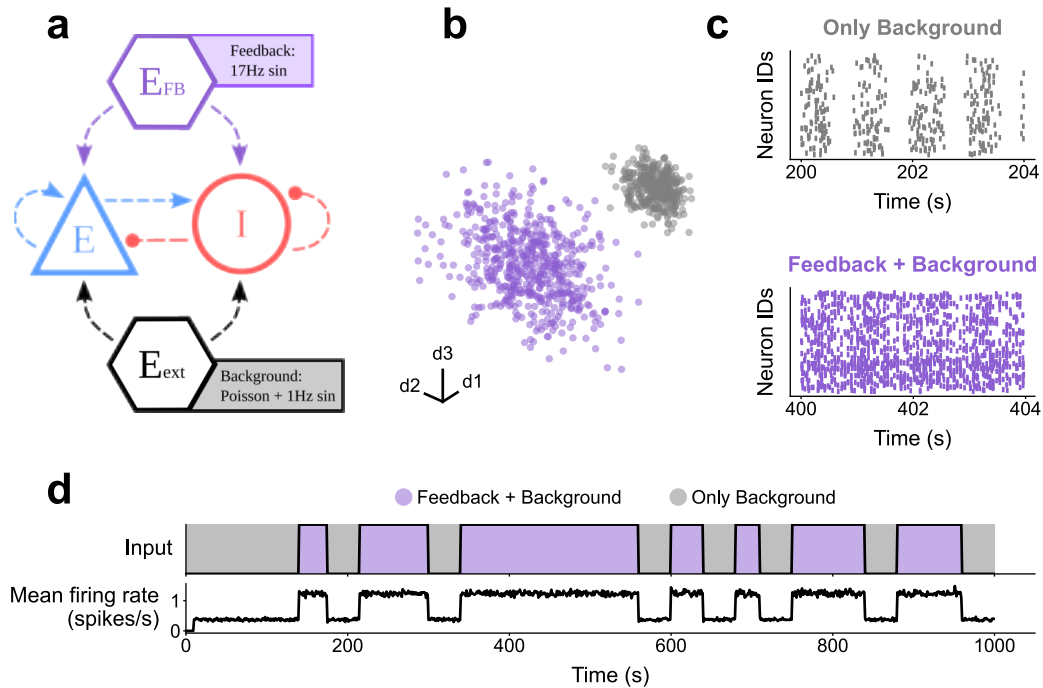 a
E_FB
Feedback:
17Hz sin
E
I
E_ext
Background:
Poisson + 1Hz sin
b
d3
d2
d1
c
Only Background
Neuron IDs
200
202
204
Time (s)
Feedback + Background
Neuron IDs
400
402
404
Time (s)
d
Feedback + Background
Only Background
Input
Mean firing rate
(spikes/s)
1
0
0
200
400
600
800
1000
Time (s)